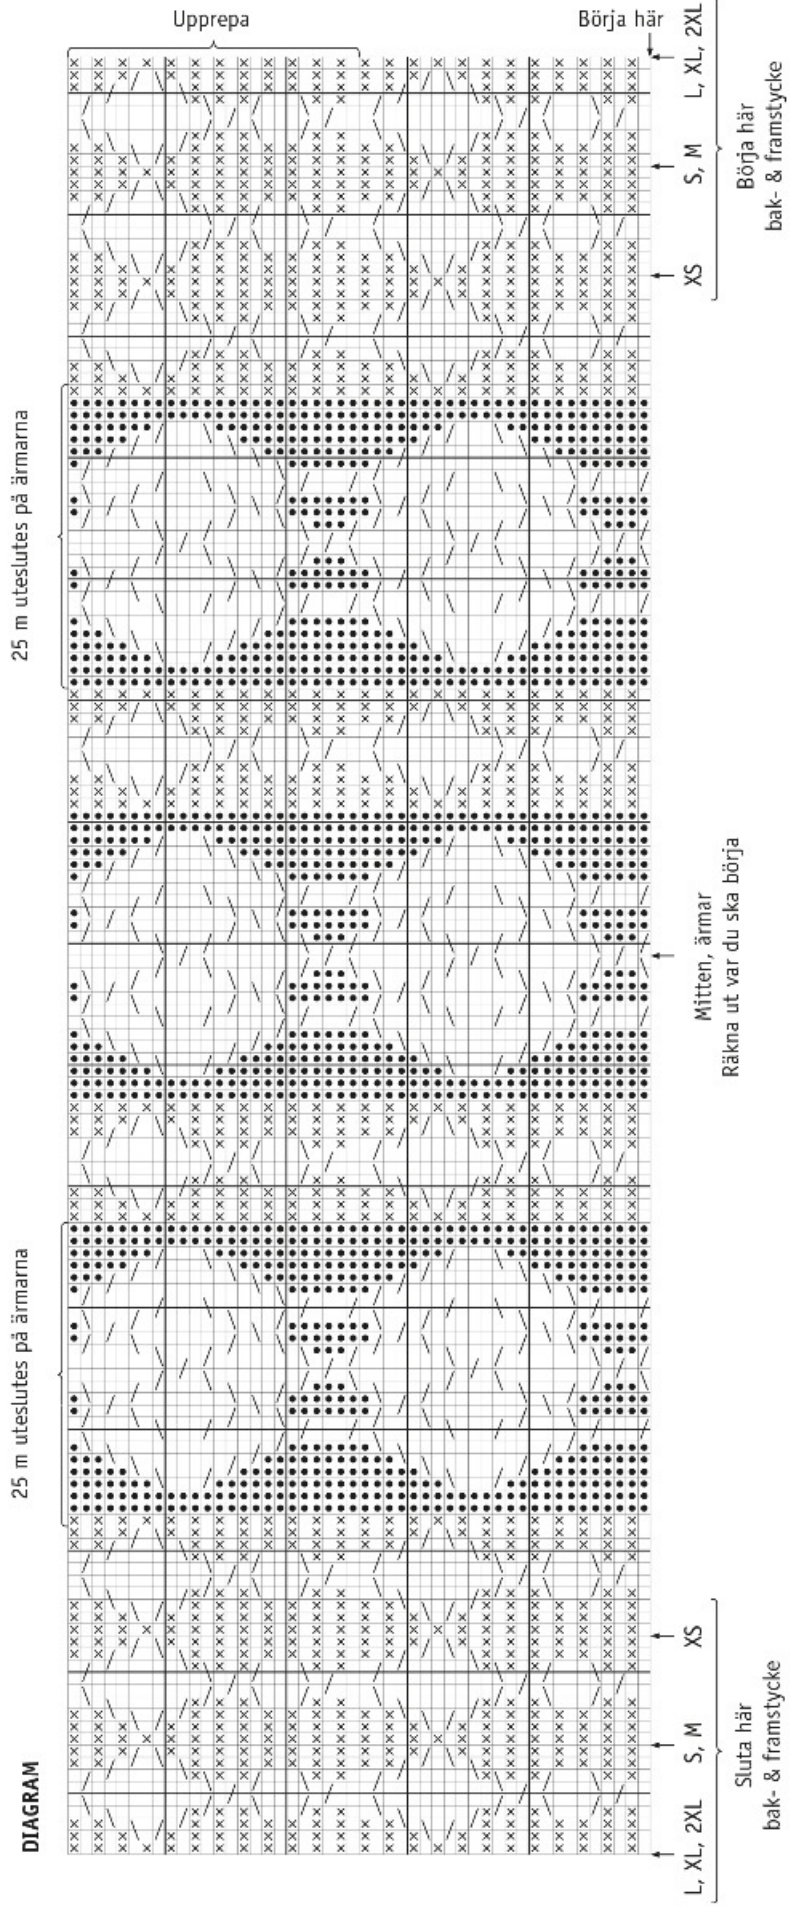 DIAGRAM
25 m uteslutes på ärmarna
25 m uteslutes på ärmarna
Upprepa
Börja här
L, XL, 2XL
S, M
XS
Sluta här
bak- & framstycke
Mitten, ärmar
Räkna ut var du ska börja
XS
S, M
L, XL, 2XL
Börja här
bak- & framstycke